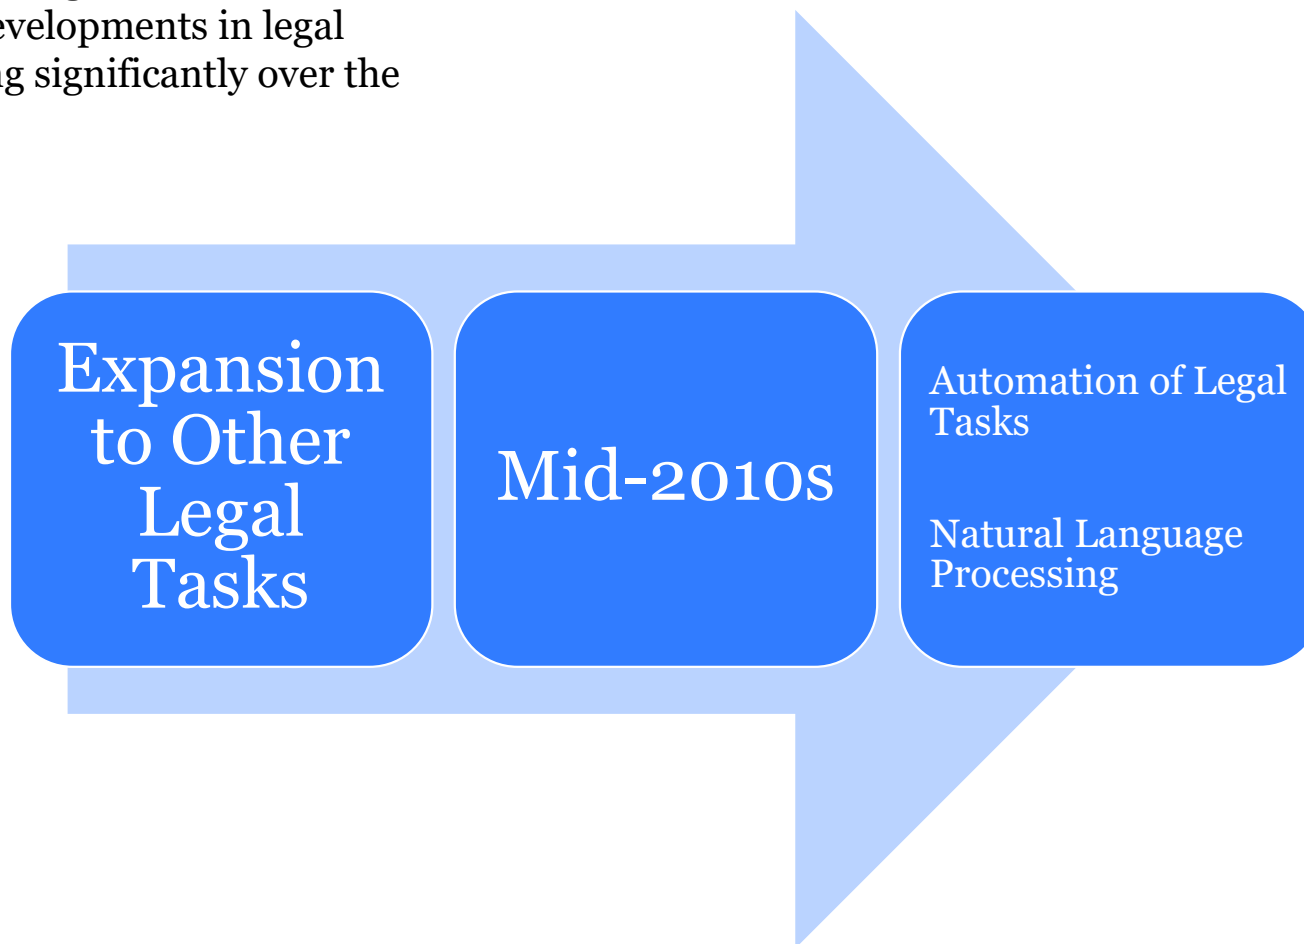 evelopments in legal
g significantly over the
Expansion
to Other
Legal
Tasks
Mid-2010s
Automation of Legal
Tasks
Natural Language
Processing